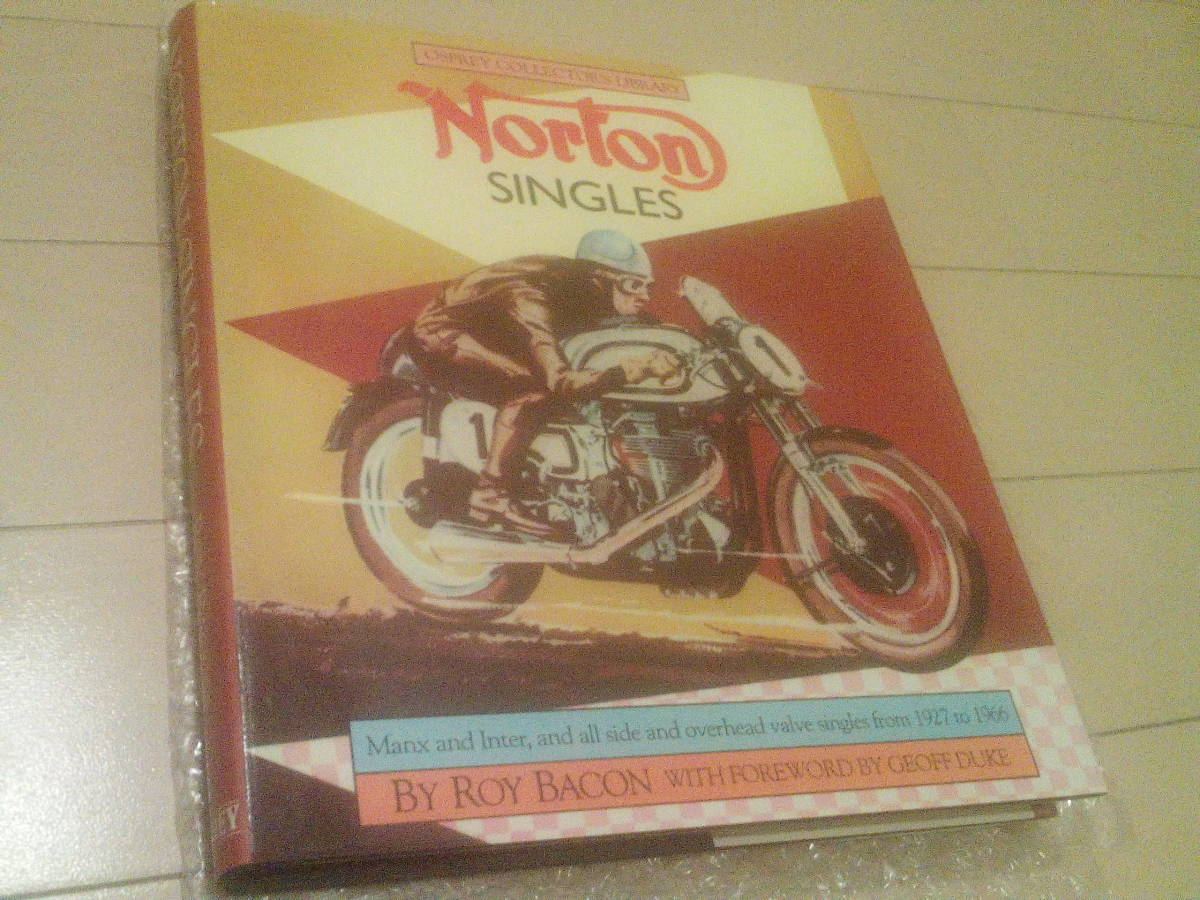 OSPREY COLLECTOR'S LIBRARY
Norton
SINGLES
1
1
Manx and Inter, and all side and overhead valve singles from 1927 to 1966
BY ROY BACON WITH FOREWORD BY GEOFF DUKE